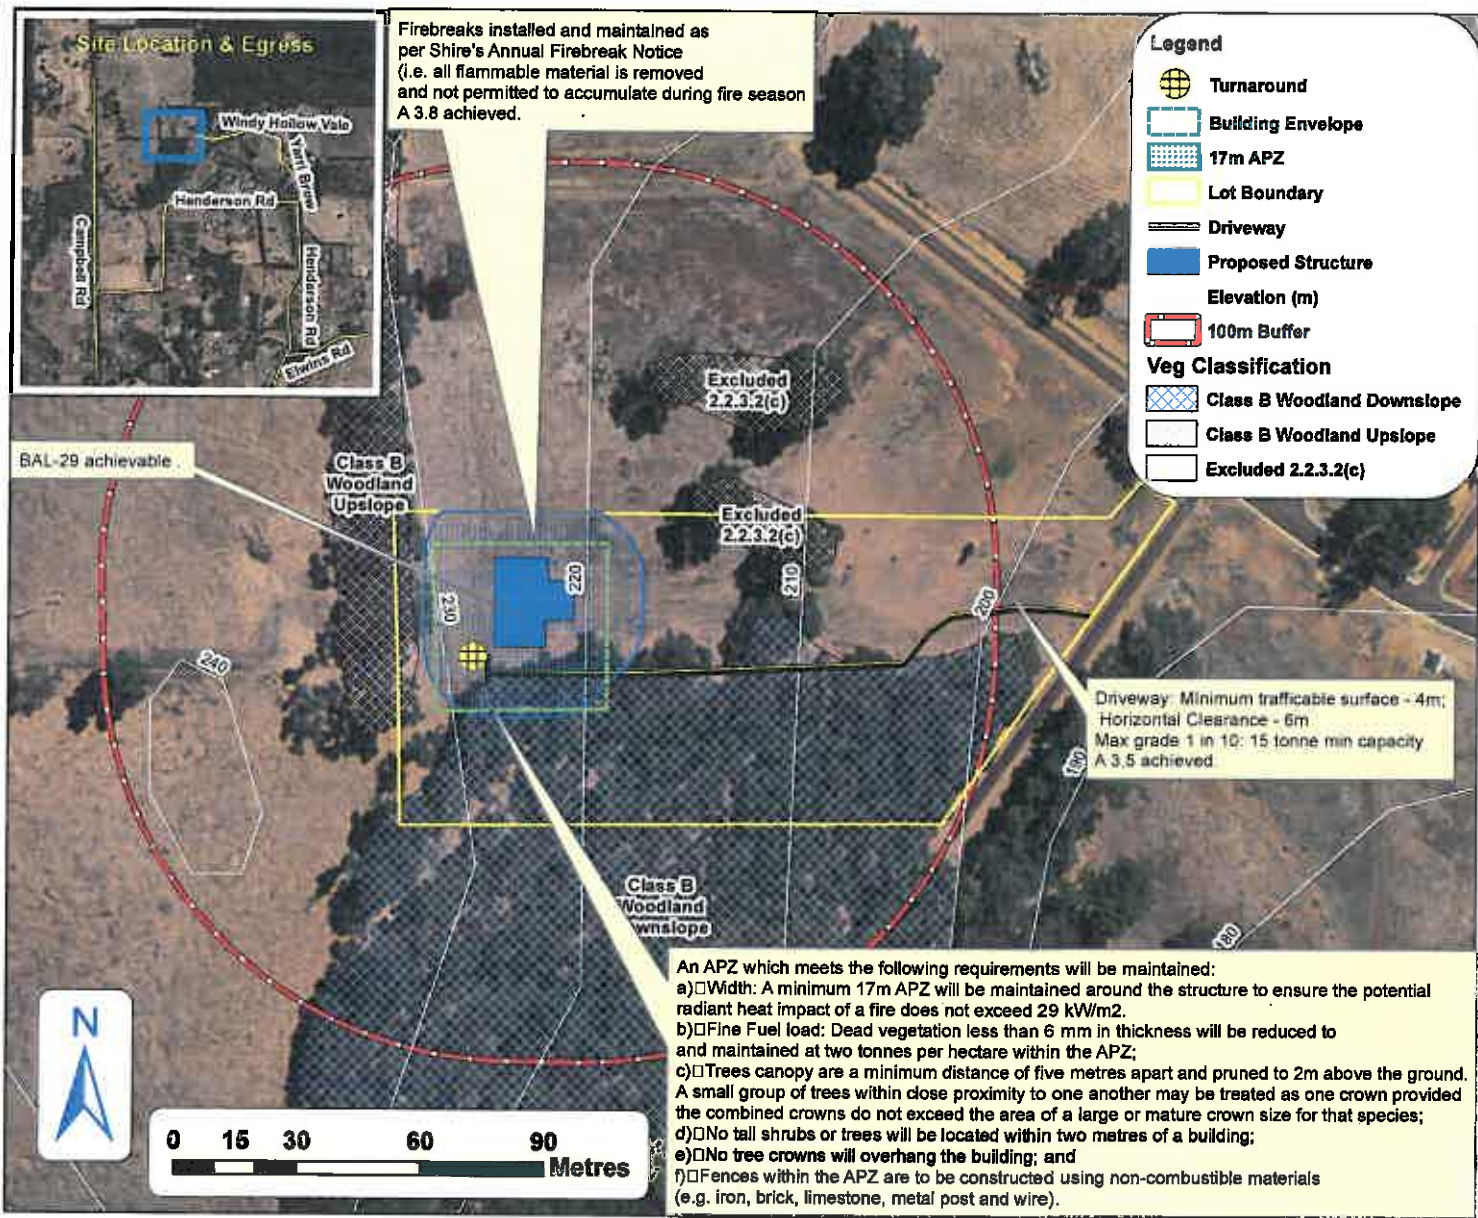 Site Location & Egress
Windy Hollow Vale
Yarri Brae
Henderson Rd
Campbell Rd
Henderson Rd
Elwins Rd
Firebreaks installed and maintained as
per Shire's Annual Firebreak Notice
(i.e. all flammable material is removed
and not permitted to accumulate during fire season
A 3.8 achieved.
Legend
Turnaround
Building Envelope
17m APZ
Lot Boundary
Driveway
Proposed Structure
Elevation (m)
100m Buffer
Veg Classification
Class B Woodland Downslope
Class B Woodland Upslope
Excluded 2.2.3.2(c)
BAL-29 achievable
Class B
Woodland
Upslope
Excluded
2.2.3.2(c)
Excluded
2.2.3.2(c)
230
220
210
200
240
190
180
Driveway: Minimum trafficable surface - 4m;
Horizontal Clearance - 6m
Max grade 1 in 10: 15 tonne min capacity
A 3.5 achieved
Class B
Woodland
wnslope
An APZ which meets the following requirements will be maintained:
a)□Width: A minimum 17m APZ will be maintained around the structure to ensure the potential
radiant heat impact of a fire does not exceed 29 kW/m2.
b)□Fine Fuel load: Dead vegetation less than 6 mm in thickness will be reduced to
and maintained at two tonnes per hectare within the APZ;
c)□Trees canopy are a minimum distance of five metres apart and pruned to 2m above the ground.
A small group of trees within close proximity to one another may be treated as one crown provided
the combined crowns do not exceed the area of a large or mature crown size for that species;
d)□No tall shrubs or trees will be located within two metres of a building;
e)□No tree crowns will overhang the building; and
f)□Fences within the APZ are to be constructed using non-combustible materials
(e.g. iron, brick, limestone, metal post and wire).
N
0 15 30 60 90
Metres